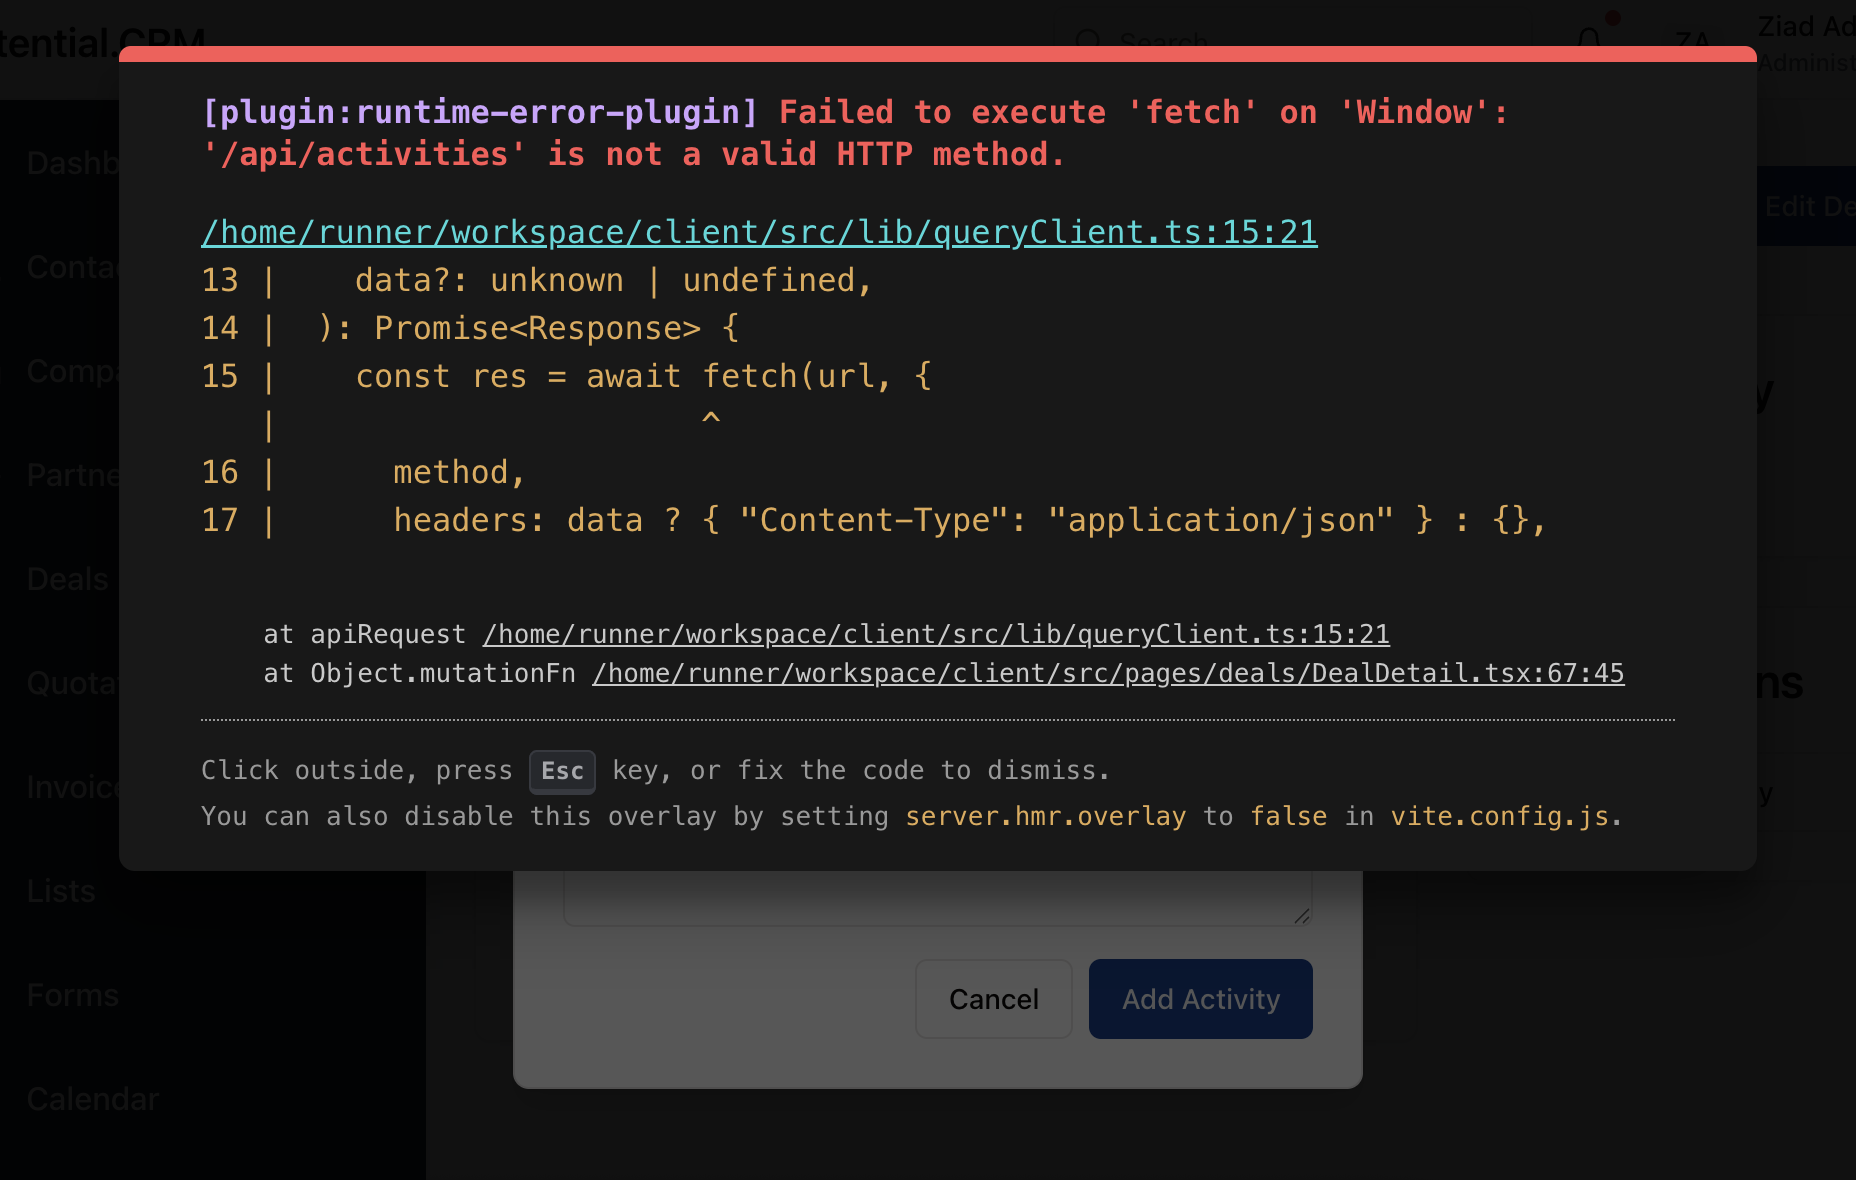 tential.CRM
Search
ZA
Ziad Ad
Administ
[plugin:runtime-error-plugin] Failed to execute 'fetch' on 'Window':
'/api/activities' is not a valid HTTP method.
/home/runner/workspace/client/src/lib/queryClient.ts:15:21
13 |    data?: unknown | undefined,
14 |  ): Promise<Response> {
15 |    const res = await fetch(url, {
   |                      ^
16 |      method,
17 |      headers: data ? { "Content-Type": "application/json" } : {},
at apiRequest /home/runner/workspace/client/src/lib/queryClient.ts:15:21
at Object.mutationFn /home/runner/workspace/client/src/pages/deals/DealDetail.tsx:67:45
Click outside, press Esc key, or fix the code to dismiss.
You can also disable this overlay by setting server.hmr.overlay to false in vite.config.js.
Dashb
Conta
Compa
Partne
Deals
Quota
Invoic
Lists
Forms
Calendar
Edit De
y
ns
y
Cancel
Add Activity